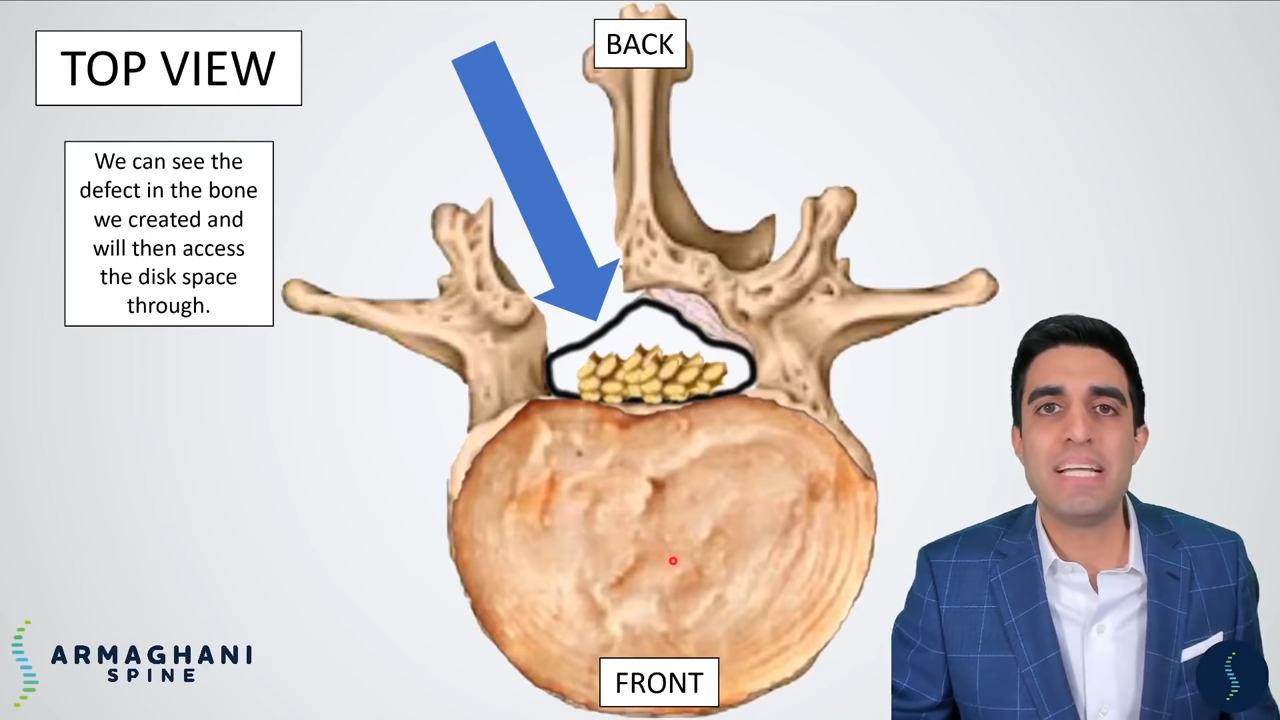 TOP VIEW
BACK
We can see the
defect in the bone
we created and
will then access
the disk space
through.
ARMAGHANI
SPINE
FRONT